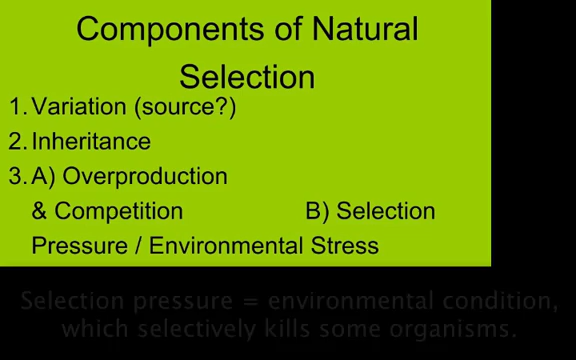 Components of Natural
Selection
1. Variation (source?)
2. Inheritance
3. A) Overproduction
& Competition B) Selection
Pressure / Environmental Stress
Selection pressure = environmental condition,
which selectively kills some organisms.